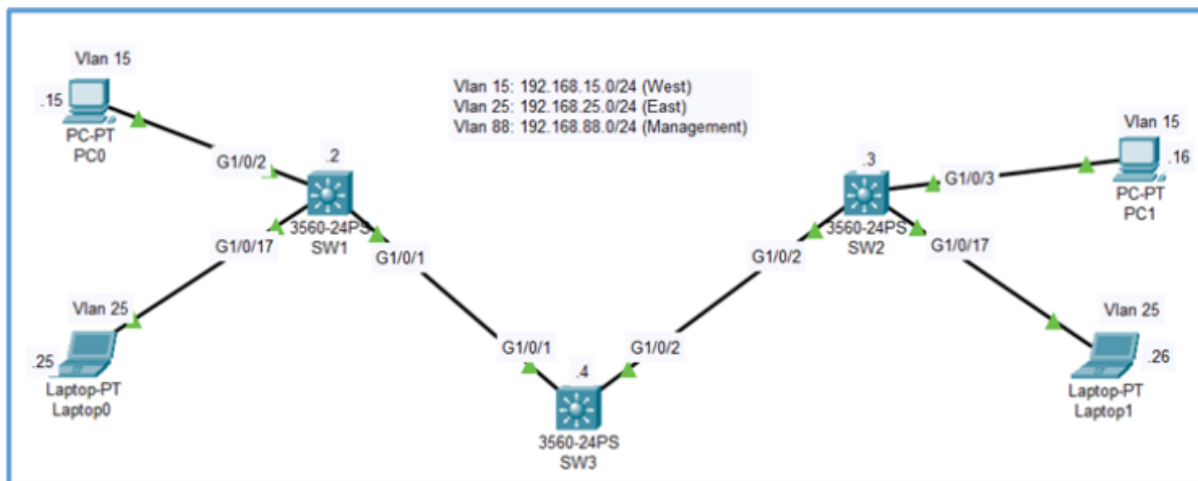 Vlan 15
.15
PC-PT
PC0
G1/0/2
.2
3560-24PS
SW1
G1/0/17
G1/0/1
Vlan 25
.25
Laptop-PT
Laptop0
Vlan 15: 192.168.15.0/24 (West)
Vlan 25: 192.168.25.0/24 (East)
Vlan 88: 192.168.88.0/24 (Management)
G1/0/1
.4
G1/0/2
3560-24PS
SW3
.3
3560-24PS
SW2
G1/0/2
G1/0/3
G1/0/17
Vlan 15
.16
PC-PT
PC1
Vlan 25
.26
Laptop-PT
Laptop1